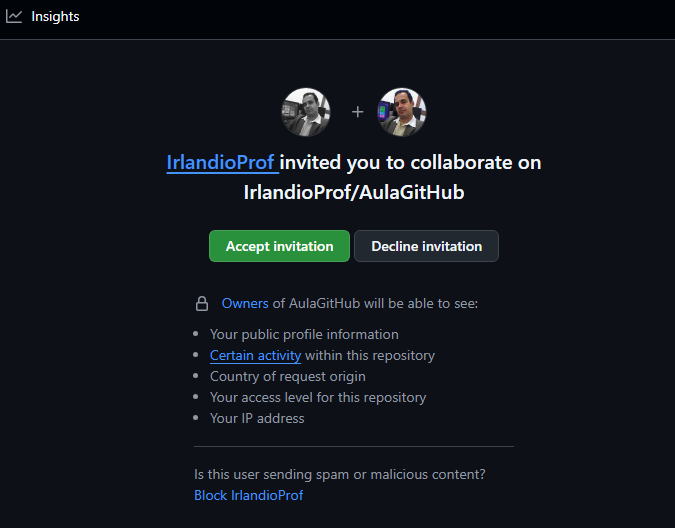 Insights
IrlandioProf invited you to collaborate on
IrlandioProf/AulaGitHub
Accept invitation
Decline invitation
Owners of AulaGitHub will be able to see:
Your public profile information
Certain activity within this repository
Country of request origin
Your access level for this repository
Your IP address
Is this user sending spam or malicious content?
Block IrlandioProf